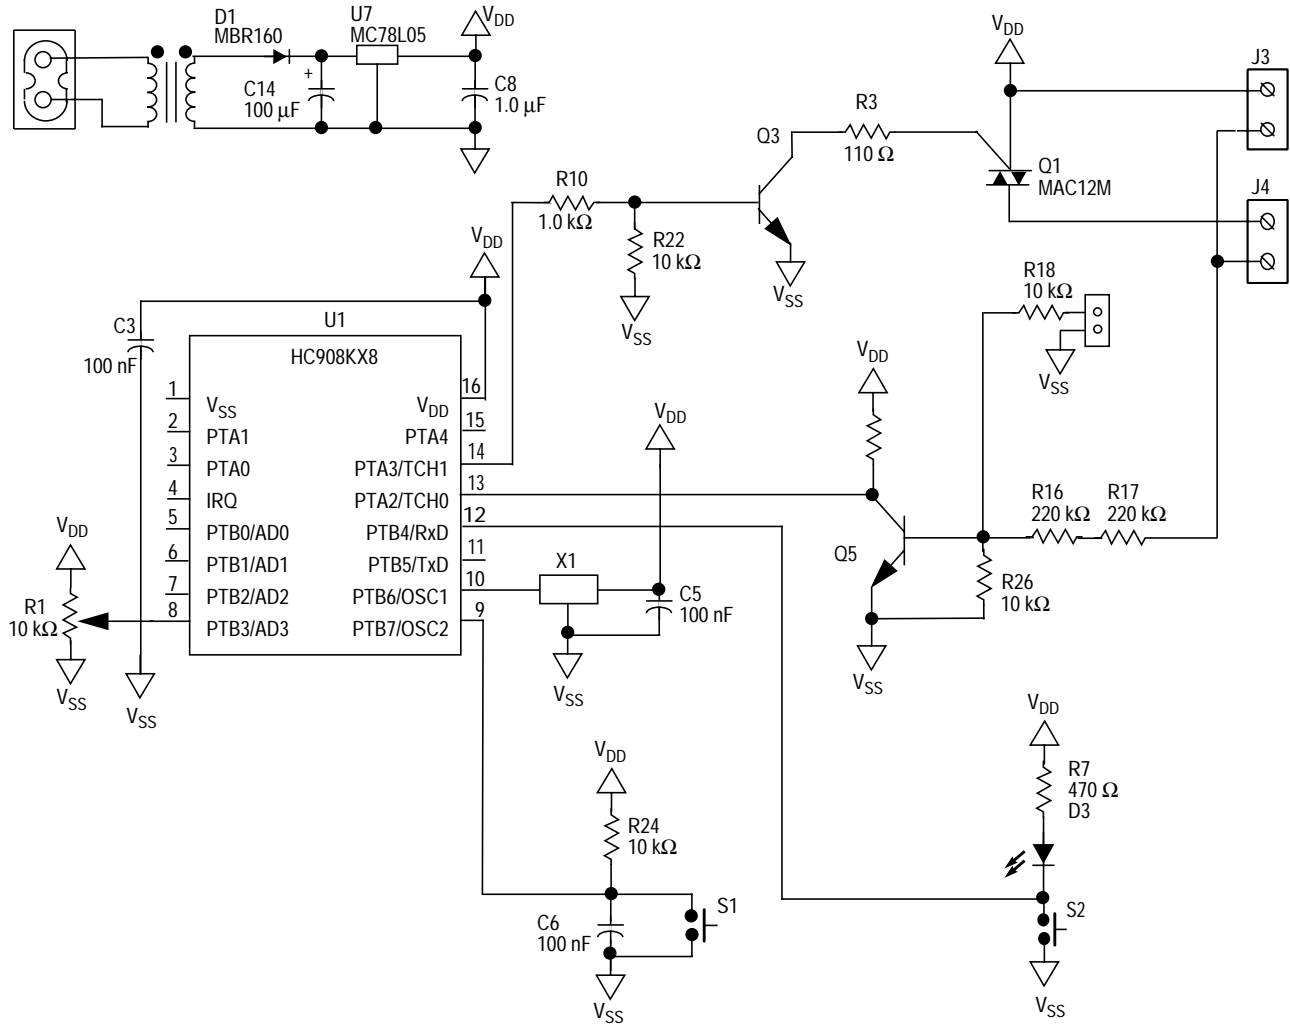 D1
MBR160
U7
MC78L05
VDD
C14
+
100 µF
C8
1.0 µF
VDD
J3
Q3
R3
110 Ω
Q1
MAC12M
J4
R10
1.0 kΩ
R22
10 kΩ
VSS
VSS
VDD
R18
10 kΩ
VSS
C3
100 nF
U1
HC908KX8
1
VSS
2
PTA1
3
PTA0
4
IRQ
5
PTB0/AD0
6
PTB1/AD1
7
PTB2/AD2
8
PTB3/AD3
16
VDD
15
PTA4
14
PTA3/TCH1
13
PTA2/TCH0
12
PTB4/RxD
11
PTB5/TxD
10
PTB6/OSC1
9
PTB7/OSC2
VDD
VDD
R16
220 kΩ
R17
220 kΩ
Q5
R26
10 kΩ
VSS
X1
C5
100 nF
VSS
VDD
R1
10 kΩ
VSS
VSS
VDD
R24
10 kΩ
C6
100 nF
S1
VSS
VDD
R7
470 Ω
D3
S2
VSS